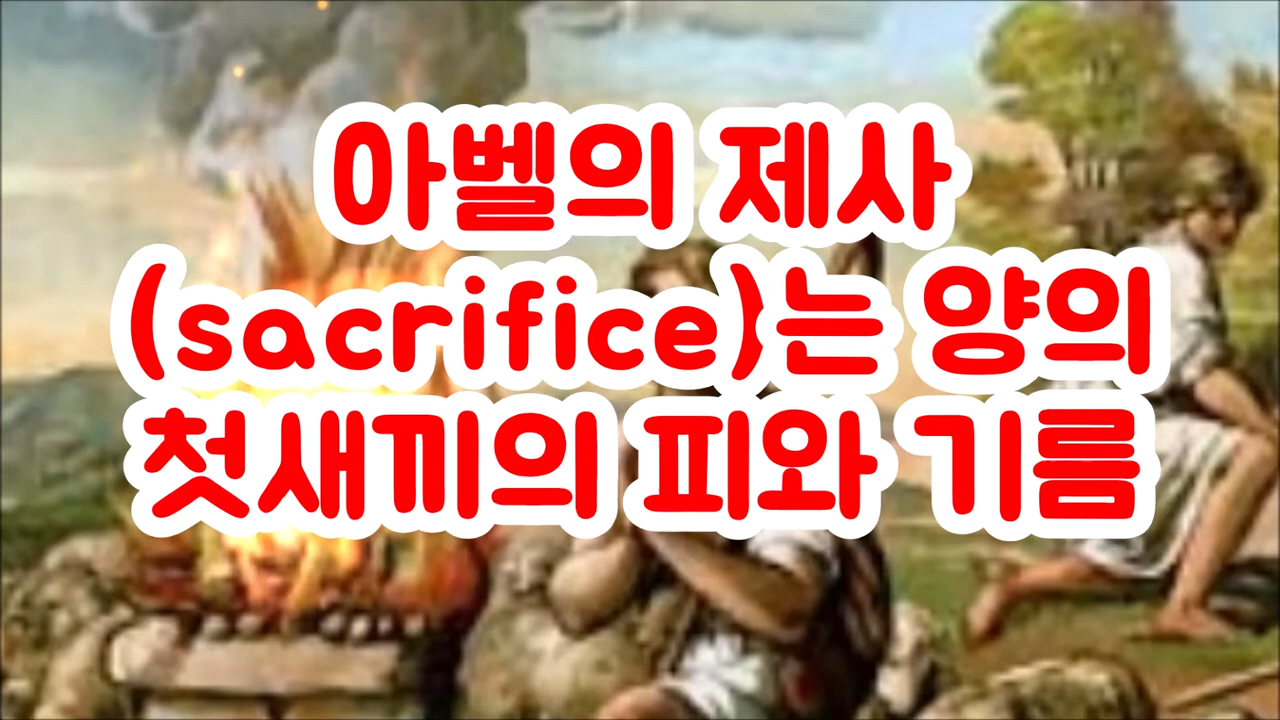 아벨의 제사
(sacrifice}는 양의
첫새끼의 피와 기름